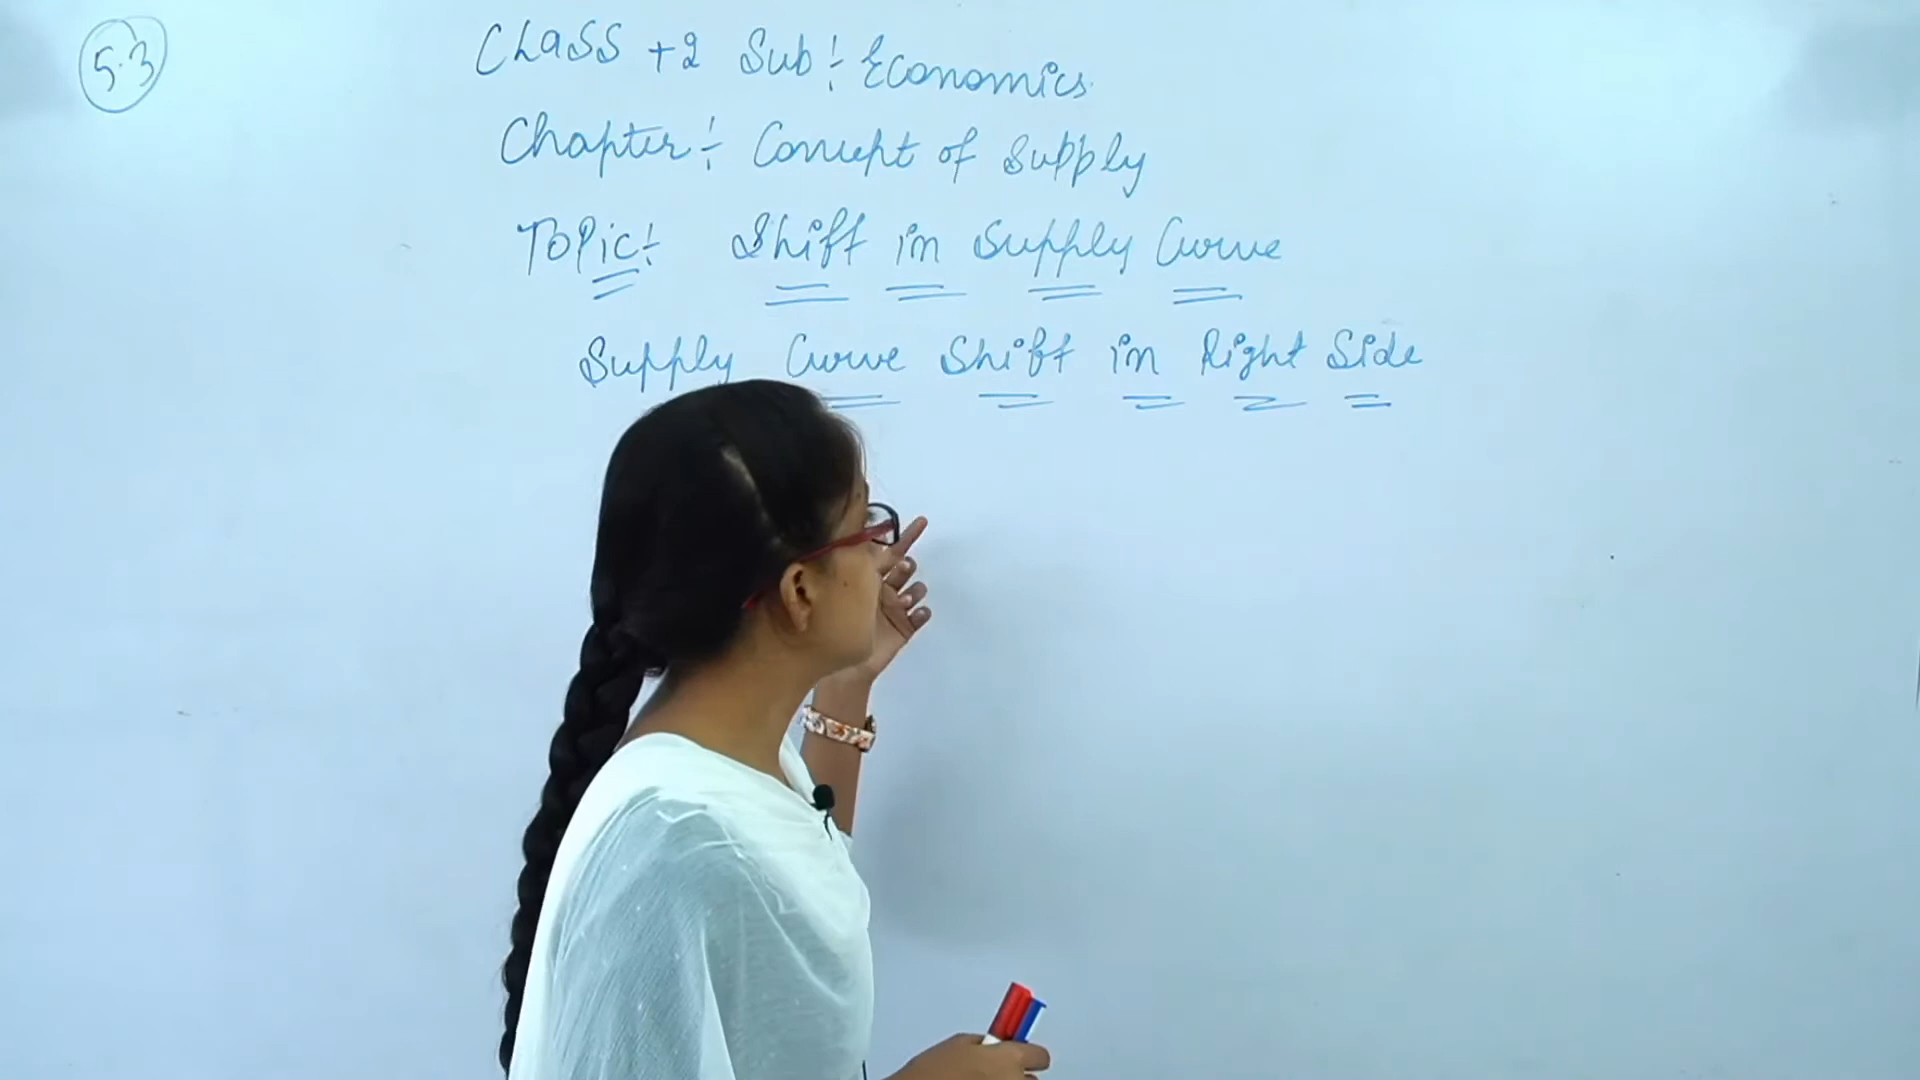 5.3
Class +2 Sub:- Economics
Chapter:- Concept of Supply
Topic:- Shift in Supply Curve
Supply Curve Shift in Right Side